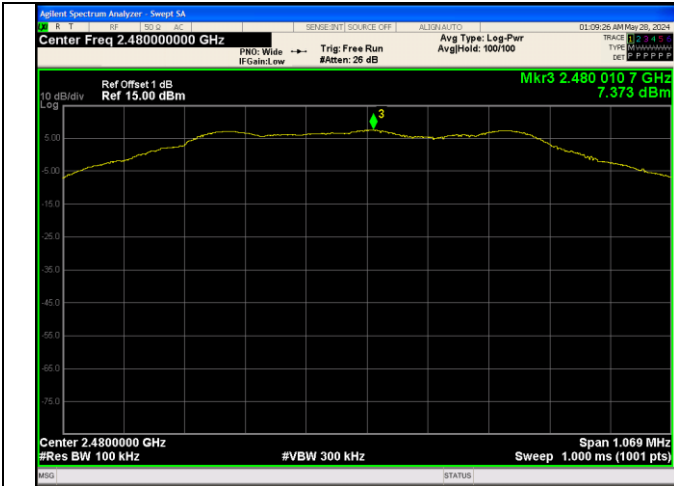 Agilent Spectrum Analyzer - Swept SA
R T RF 50 Ω AC SENSE:INT SOURCE OFF ALIGN AUTO 01:09:26 AM May 28, 2024
Center Freq 2.480000000 GHz Avg Type: Log-Pwr TRACE 1 2 3 4 5 6
PNO: Wide Trig: Free Run Avg|Hold: 100/100 TYPE M
IFGain:Low #Atten: 26 dB DET P P P P P P
Mkr3 2.480 010 7 GHz
Ref Offset 1 dB
10 dB/div Ref 15.00 dBm 7.373 dBm
Log
3
5.00
-5.00
-15.0
-25.0
-35.0
-45.0
-55.0
-65.0
-75.0
Center 2.4800000 GHz Span 1.069 MHz
#Res BW 100 kHz #VBW 300 kHz Sweep 1.000 ms (1001 pts)
MSG STATUS